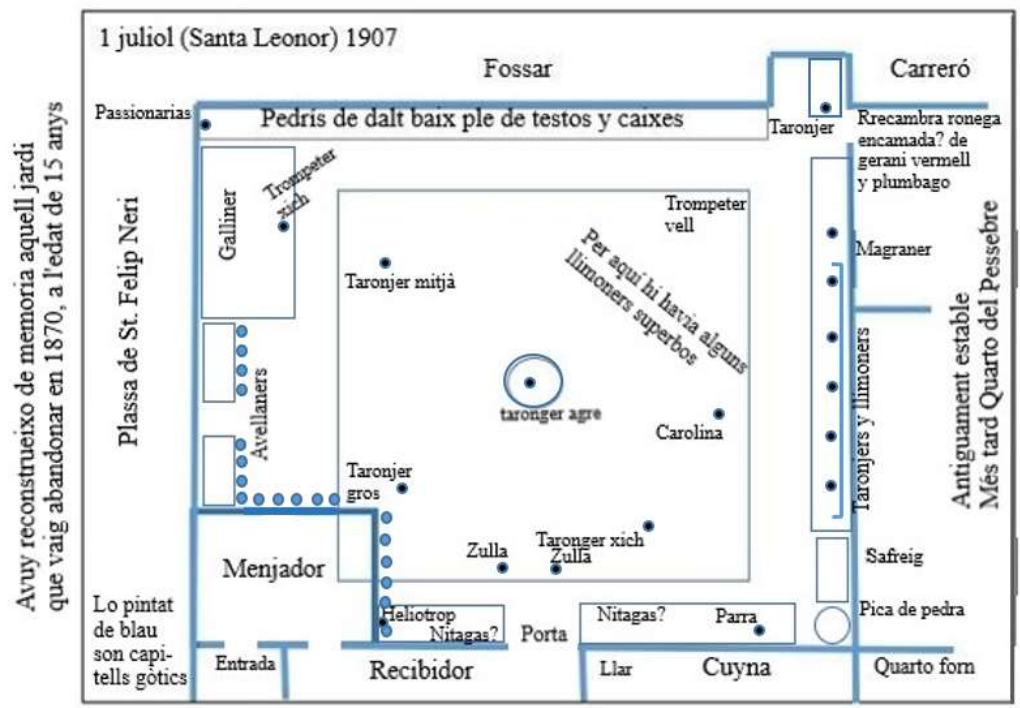 1 juliol (Santa Leonor) 1907
Fossar
Carreró
Avuy reconstrueixo de memoria aquell jardi
que vaig abandonar en 1870, a l'edat de 15 anys
Passionarias
Pedris de dalt baix ple de testos y caixes
Taronjer
Rrecambra ronega
encamada? de
gerani vermell
y plumbago
Plassa de St. Felip Neri
Galliner
Trompeter
xich
Trompeter
vell
Per aquí hi havia alguns
llimoners superbos
Taronjer mitjà
Magraner
Antiguament estable
Més tard Quarto del Pessebre
Avellaners
taronger agre
Carolina
Taronjers y llimoners
Taronjer
gros
Taronger xich
Zulla
Zulla
Safreig
Menjador
Lo pintat
de blau
son capi-
tells gòtics
Heliotrop
Nitagas?
Porta
Nitagas?
Parra
Pica de pedra
Entrada
Recibidor
Llar
Cuyna
Quarto forn